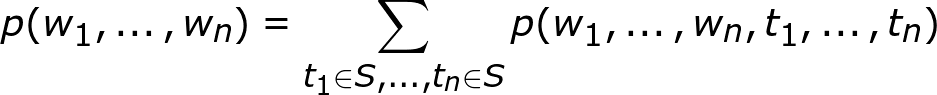 p(w₁, ... , wₙ) = ∑ p(w₁, ... , wₙ, t₁, ... , tₙ)
t₁∈S,...,tₙ∈S